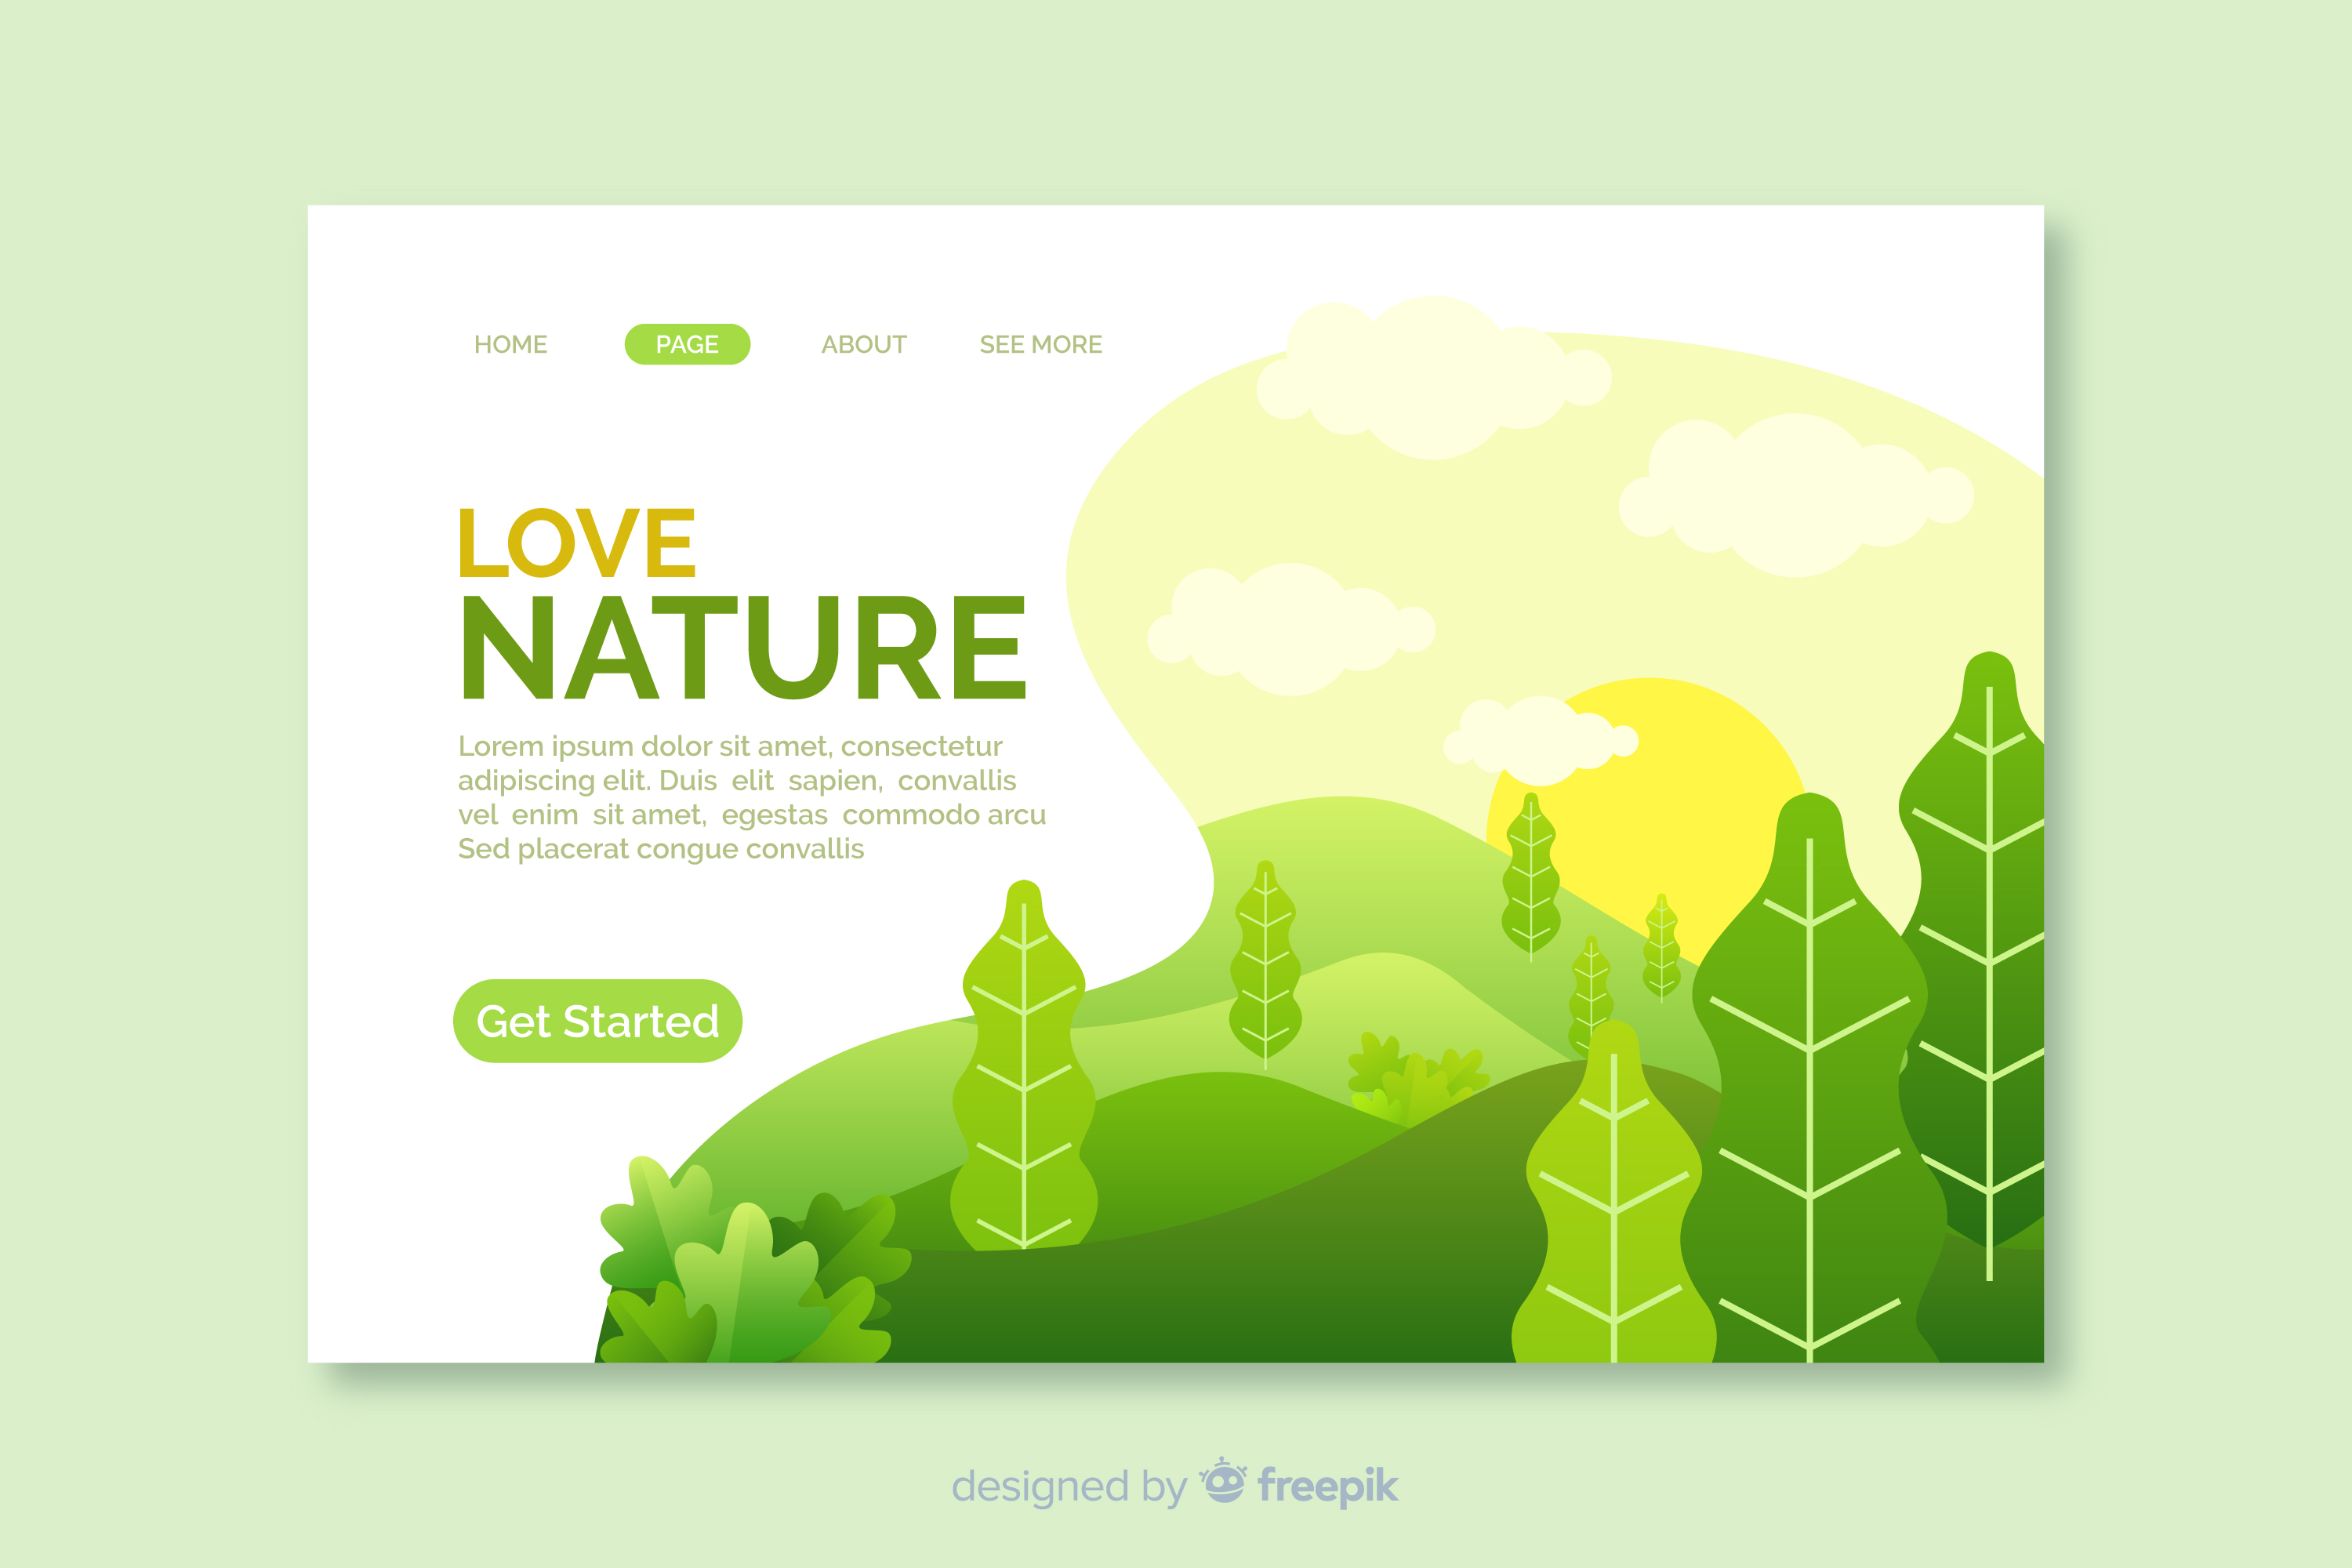 HOME PAGE ABOUT SEE MORE
LOVE
NATURE
Lorem ipsum dolor sit amet, consectetur
adipiscing elit. Duis elit sapien, convallis
vel enim sit amet, egestas commodo arcu
Sed placerat congue convallis
Get Started
designed by freepik